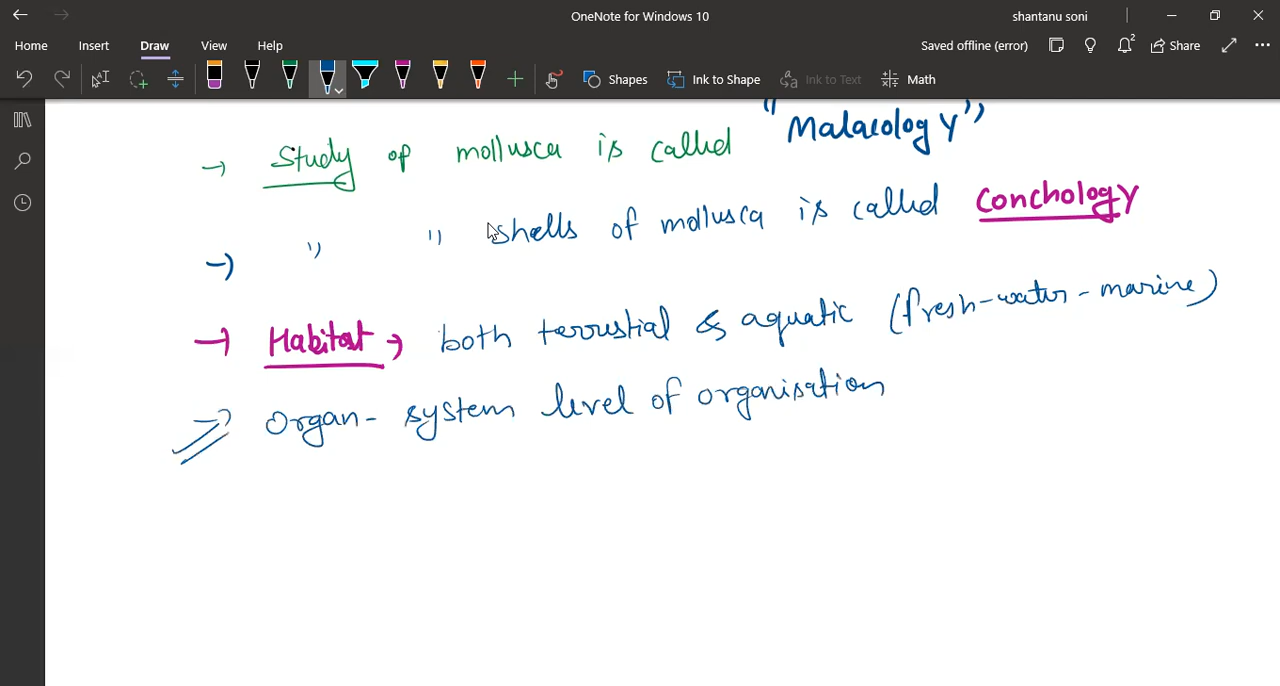 OneNote for Windows 10
shantanu soni
Home Insert Draw View Help
Saved offline (error)
2
Share
Shapes Ink to Shape Ink to Text Math
→ Study of mollusca is called "Malacology"
→ " " shells of mollusca is called Conchology
→ Habitat → both terrustial & aquatic (fresh-water-marine)
⇒ Organ-system level of organisation